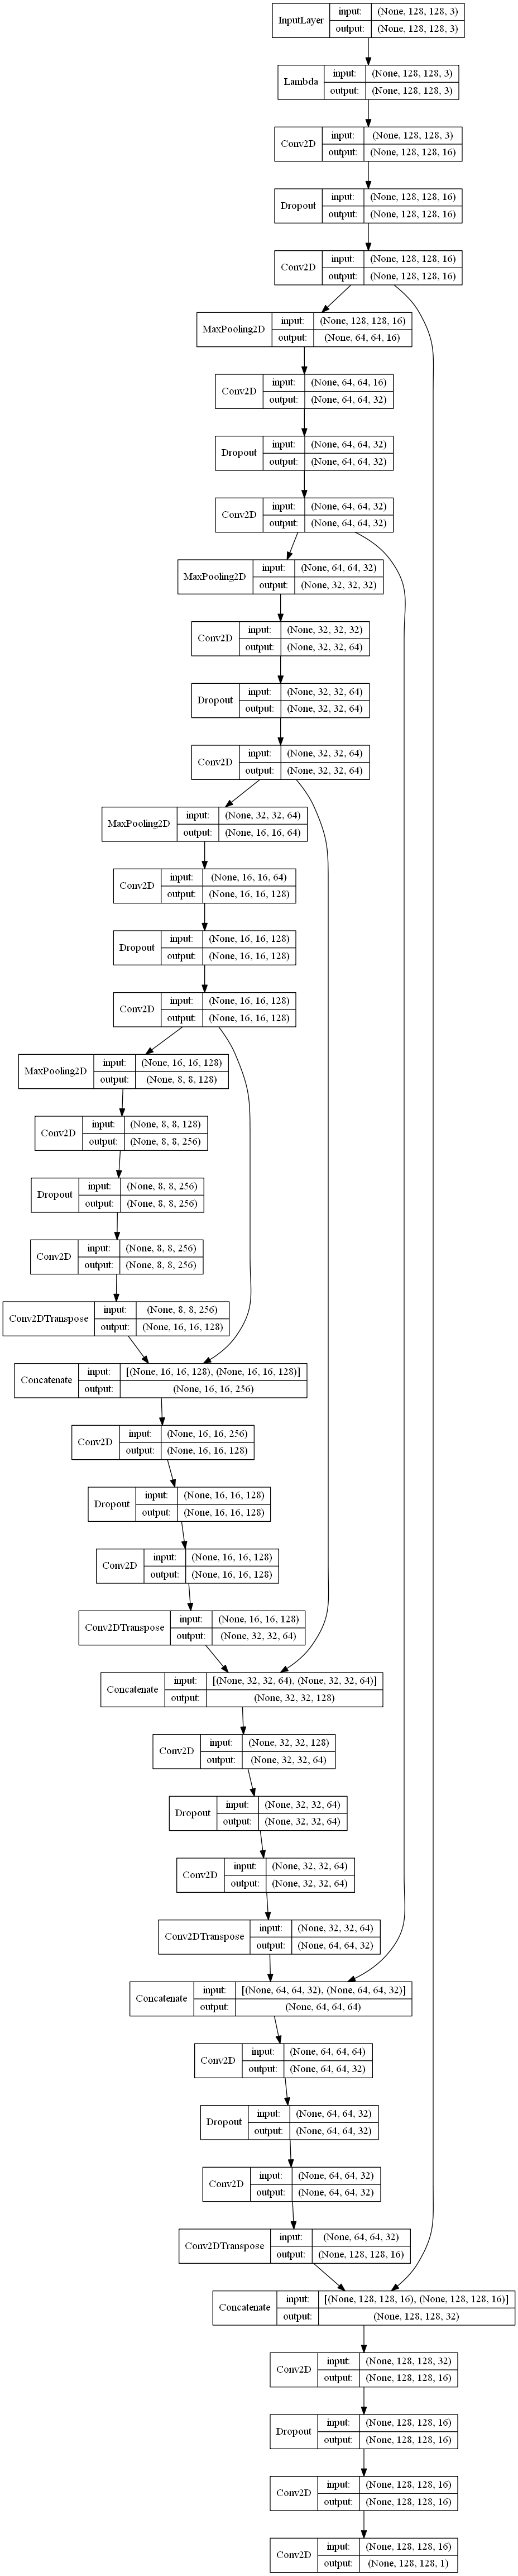 InputLayer input: (None, 128, 128, 3)
output: (None, 128, 128, 3)
Lambda input: (None, 128, 128, 3)
output: (None, 128, 128, 3)
Conv2D input: (None, 128, 128, 3)
output: (None, 128, 128, 16)
Dropout input: (None, 128, 128, 16)
output: (None, 128, 128, 16)
Conv2D input: (None, 128, 128, 16)
output: (None, 128, 128, 16)
MaxPooling2D input: (None, 128, 128, 16)
output: (None, 64, 64, 16)
Conv2D input: (None, 64, 64, 16)
output: (None, 64, 64, 32)
Dropout input: (None, 64, 64, 32)
output: (None, 64, 64, 32)
Conv2D input: (None, 64, 64, 32)
output: (None, 64, 64, 32)
MaxPooling2D input: (None, 64, 64, 32)
output: (None, 32, 32, 32)
Conv2D input: (None, 32, 32, 32)
output: (None, 32, 32, 64)
Dropout input: (None, 32, 32, 64)
output: (None, 32, 32, 64)
Conv2D input: (None, 32, 32, 64)
output: (None, 32, 32, 64)
MaxPooling2D input: (None, 32, 32, 64)
output: (None, 16, 16, 64)
Conv2D input: (None, 16, 16, 64)
output: (None, 16, 16, 128)
Dropout input: (None, 16, 16, 128)
output: (None, 16, 16, 128)
Conv2D input: (None, 16, 16, 128)
output: (None, 16, 16, 128)
MaxPooling2D input: (None, 16, 16, 128)
output: (None, 8, 8, 128)
Conv2D input: (None, 8, 8, 128)
output: (None, 8, 8, 256)
Dropout input: (None, 8, 8, 256)
output: (None, 8, 8, 256)
Conv2D input: (None, 8, 8, 256)
output: (None, 8, 8, 256)
Conv2DTranspose input: (None, 8, 8, 256)
output: (None, 16, 16, 128)
Concatenate input: [(None, 16, 16, 128), (None, 16, 16, 128)]
output: (None, 16, 16, 256)
Conv2D input: (None, 16, 16, 256)
output: (None, 16, 16, 128)
Dropout input: (None, 16, 16, 128)
output: (None, 16, 16, 128)
Conv2D input: (None, 16, 16, 128)
output: (None, 16, 16, 128)
Conv2DTranspose input: (None, 16, 16, 128)
output: (None, 32, 32, 64)
Concatenate input: [(None, 32, 32, 64), (None, 32, 32, 64)]
output: (None, 32, 32, 128)
Conv2D input: (None, 32, 32, 128)
output: (None, 32, 32, 64)
Dropout input: (None, 32, 32, 64)
output: (None, 32, 32, 64)
Conv2D input: (None, 32, 32, 64)
output: (None, 32, 32, 64)
Conv2DTranspose input: (None, 32, 32, 64)
output: (None, 64, 64, 32)
Concatenate input: [(None, 64, 64, 32), (None, 64, 64, 32)]
output: (None, 64, 64, 64)
Conv2D input: (None, 64, 64, 64)
output: (None, 64, 64, 32)
Dropout input: (None, 64, 64, 32)
output: (None, 64, 64, 32)
Conv2D input: (None, 64, 64, 32)
output: (None, 64, 64, 32)
Conv2DTranspose input: (None, 64, 64, 32)
output: (None, 128, 128, 16)
Concatenate input: [(None, 128, 128, 16), (None, 128, 128, 16)]
output: (None, 128, 128, 32)
Conv2D input: (None, 128, 128, 32)
output: (None, 128, 128, 16)
Dropout input: (None, 128, 128, 16)
output: (None, 128, 128, 16)
Conv2D input: (None, 128, 128, 16)
output: (None, 128, 128, 16)
Conv2D input: (None, 128, 128, 16)
output: (None, 128, 128, 1)